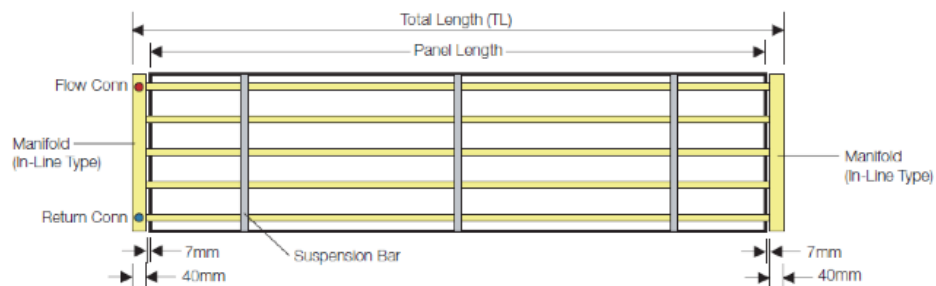 Total Length (TL)
Panel Length
Flow Conn
Manifold
(In-Line Type)
Manifold
(In-Line Type)
Return Conn
7mm
Suspension Bar
7mm
40mm
40mm